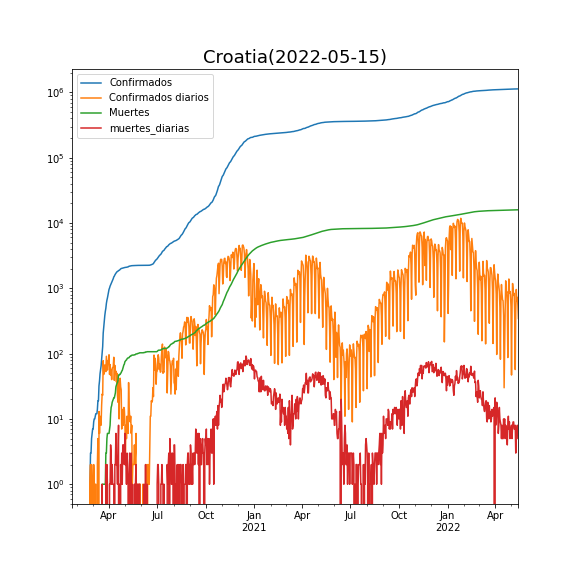 Croatia(2022-05-15)
Confirmados
Confirmados diarios
Muertes
muertes_diarias
10⁶
10⁵
10⁴
10³
10²
10¹
10⁰
Apr Jul Oct Jan Apr Jul Oct Jan Apr
2021 2022